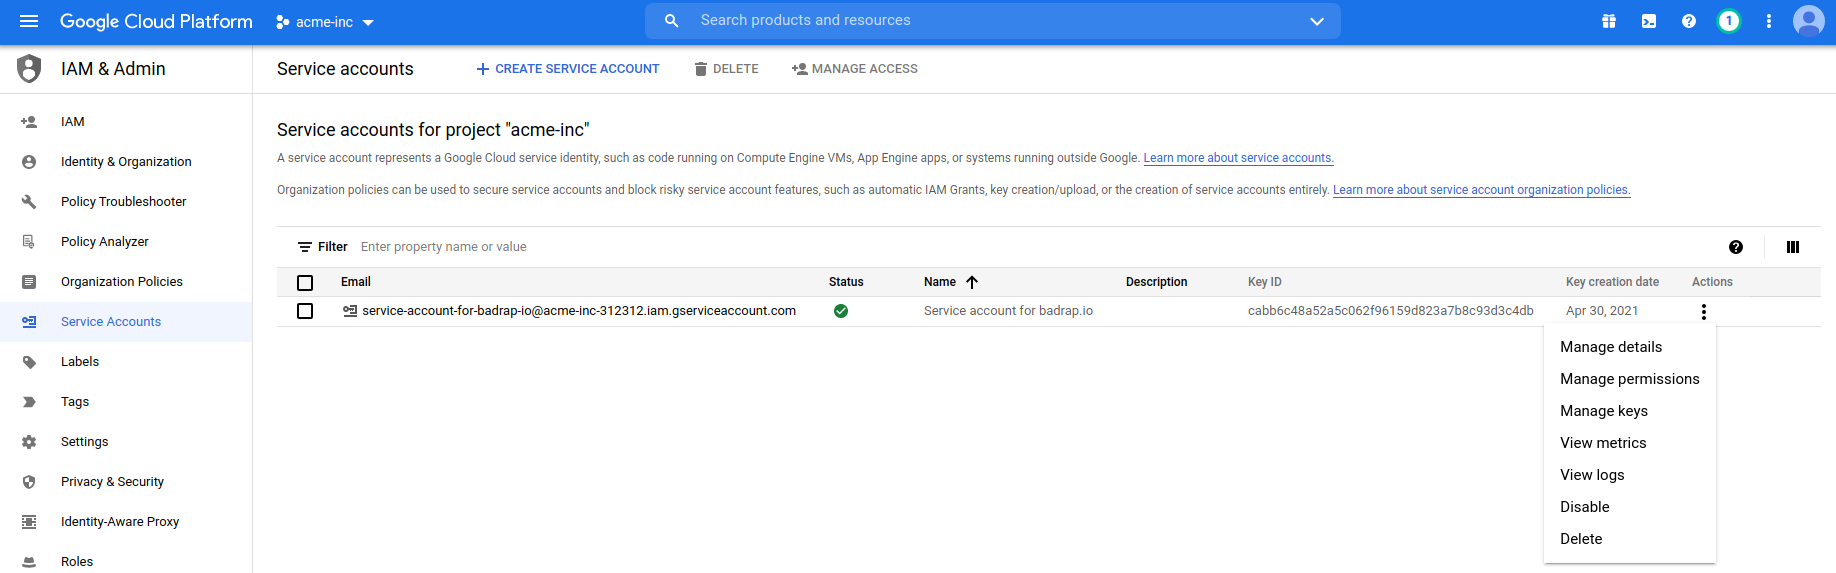 Google Cloud Platform
acme-inc
Search products and resources
1
IAM & Admin
Service accounts
CREATE SERVICE ACCOUNT
DELETE
MANAGE ACCESS
IAM
Identity & Organization
Policy Troubleshooter
Policy Analyzer
Organization Policies
Service Accounts
Labels
Tags
Settings
Privacy & Security
Identity-Aware Proxy
Roles
Service accounts for project "acme-inc"
A service account represents a Google Cloud service identity, such as code running on Compute Engine VMs, App Engine apps, or systems running outside Google. Learn more about service accounts.
Organization policies can be used to secure service accounts and block risky service account features, such as automatic IAM Grants, key creation/upload, or the creation of service accounts entirely. Learn more about service account organization policies.
Filter Enter property name or value
Email Status Name Description Key ID Key creation date Actions
service-account-for-badrap-io@acme-inc-312312.iam.gserviceaccount.com Service account for badrap.io cabb6c48a52a5c062f96159d823a7b8c93d3c4db Apr 30, 2021
Manage details
Manage permissions
Manage keys
View metrics
View logs
Disable
Delete